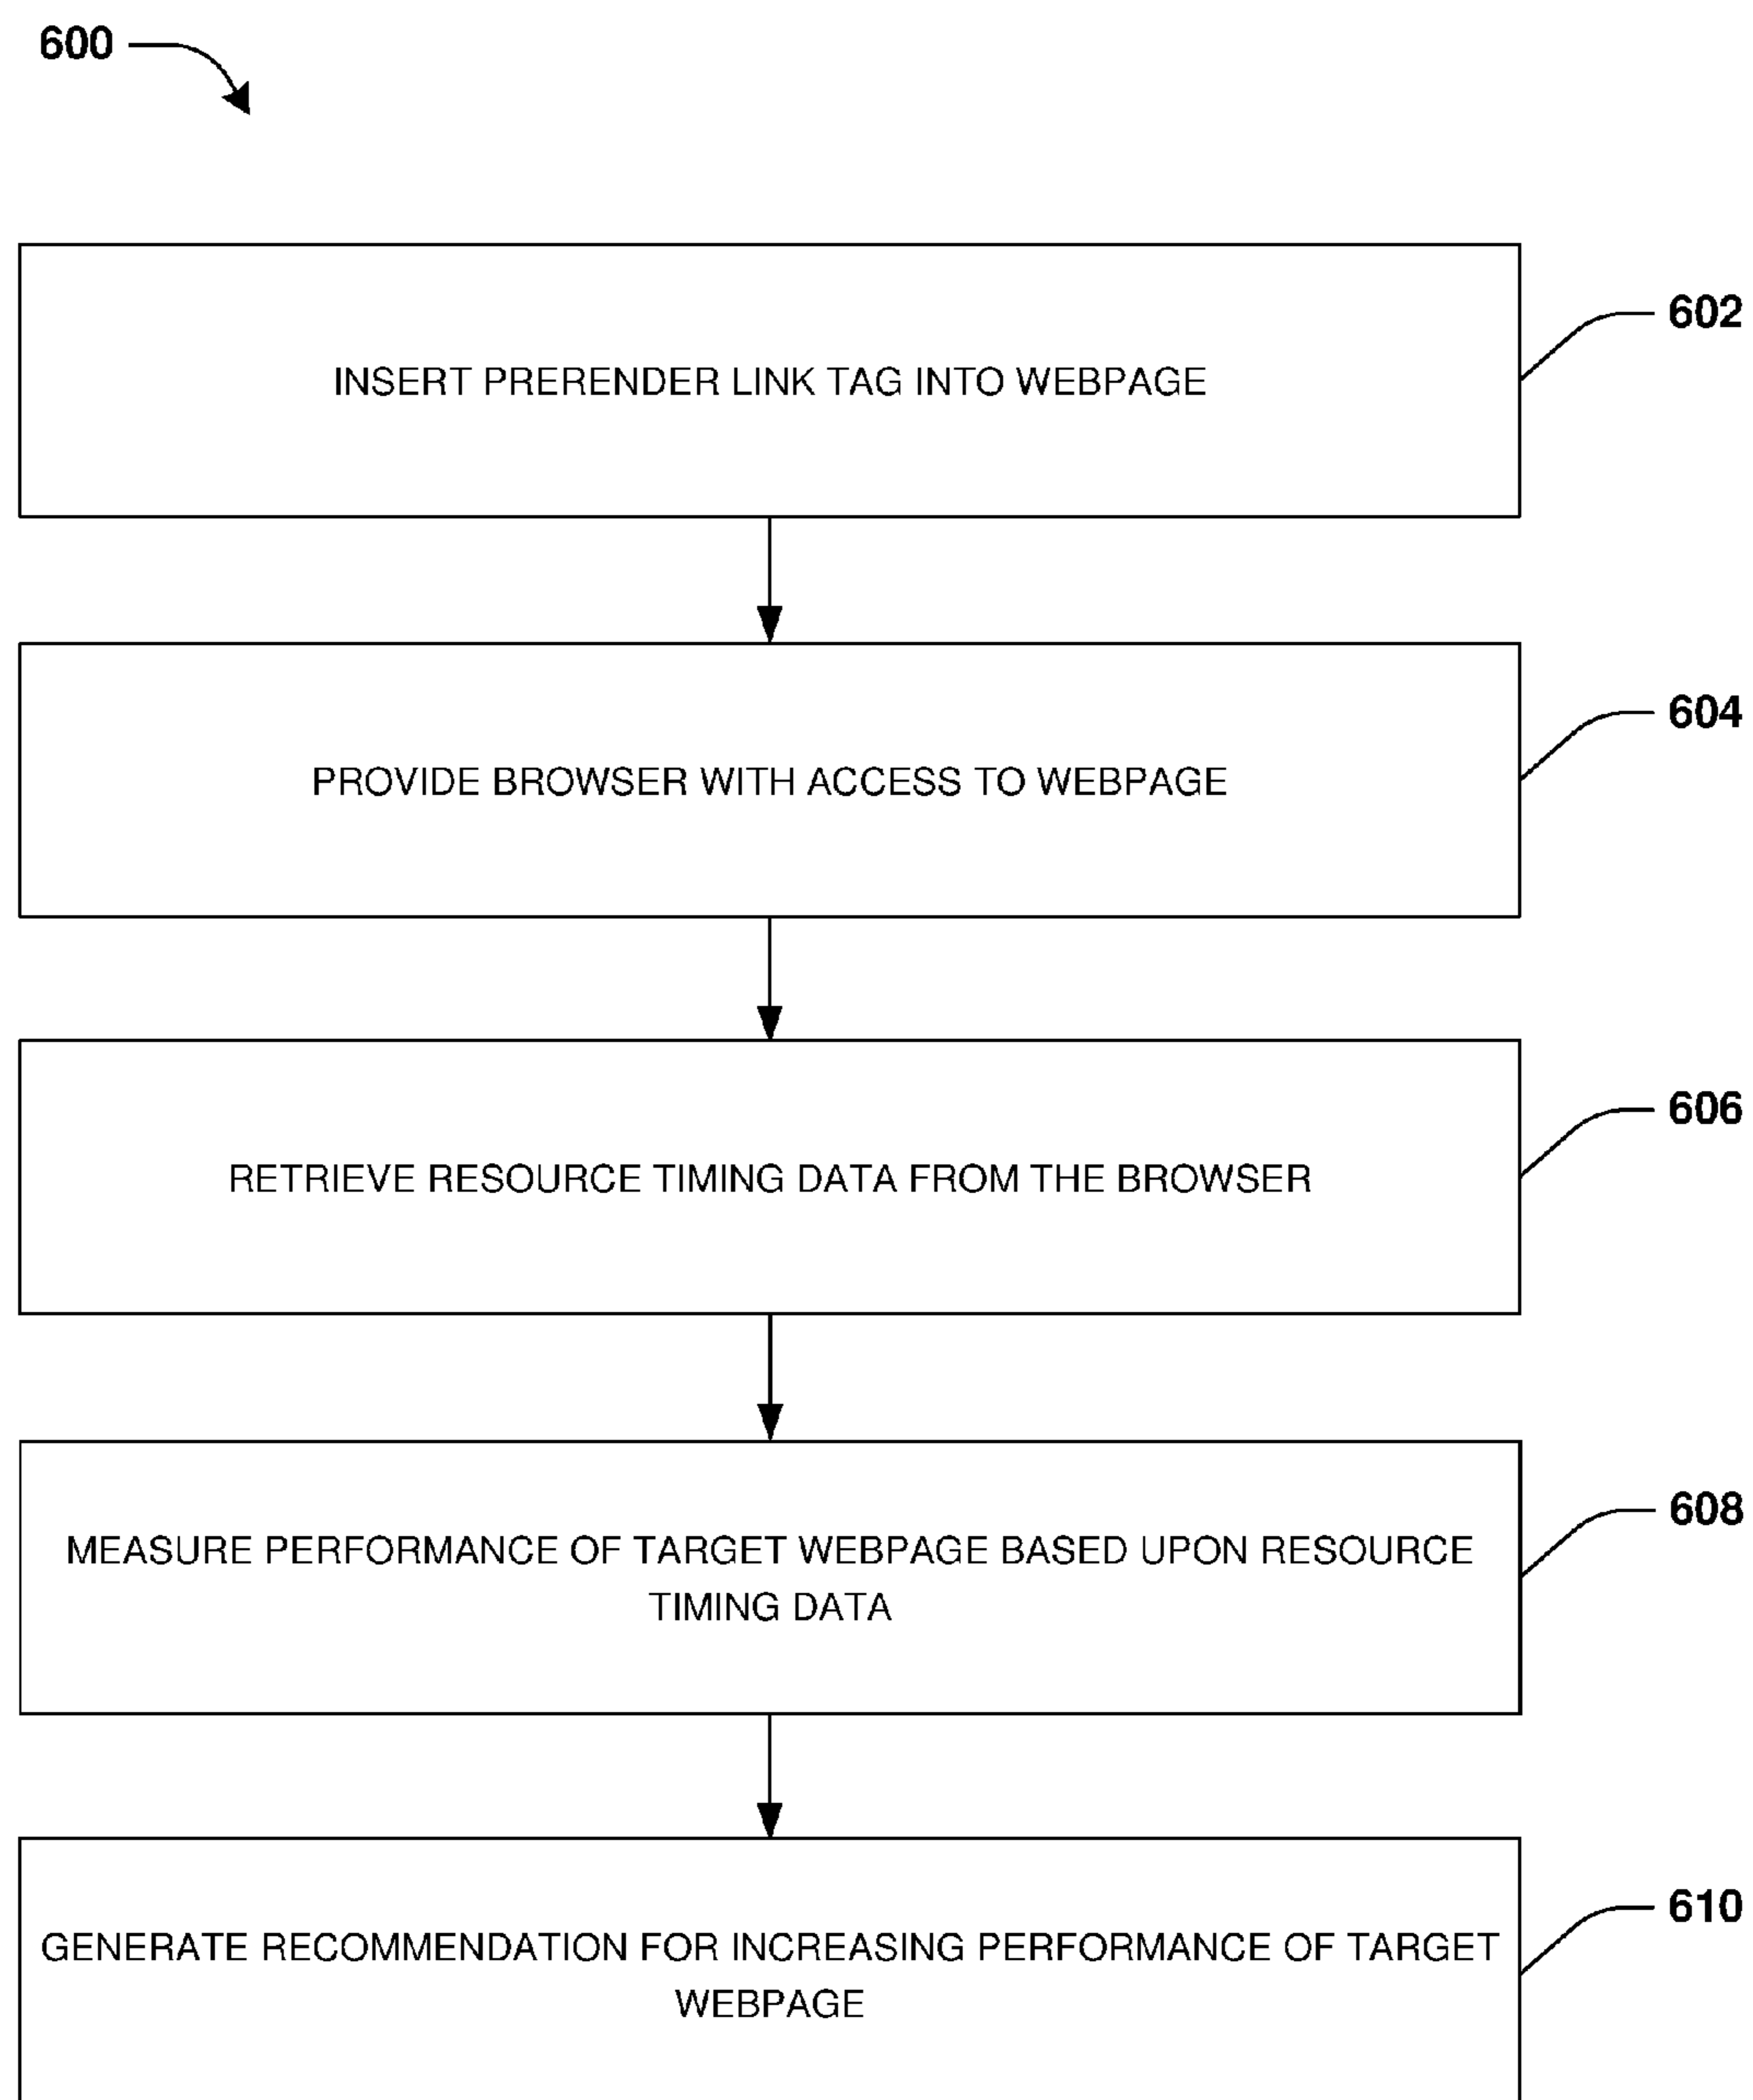 600
INSERT PRERENDER LINK TAG INTO WEBPAGE
602
PROVIDE BROWSER WITH ACCESS TO WEBPAGE
604
RETRIEVE RESOURCE TIMING DATA FROM THE BROWSER
606
MEASURE PERFORMANCE OF TARGET WEBPAGE BASED UPON RESOURCE
TIMING DATA
608
GENERATE RECOMMENDATION FOR INCREASING PERFORMANCE OF TARGET
WEBPAGE
610